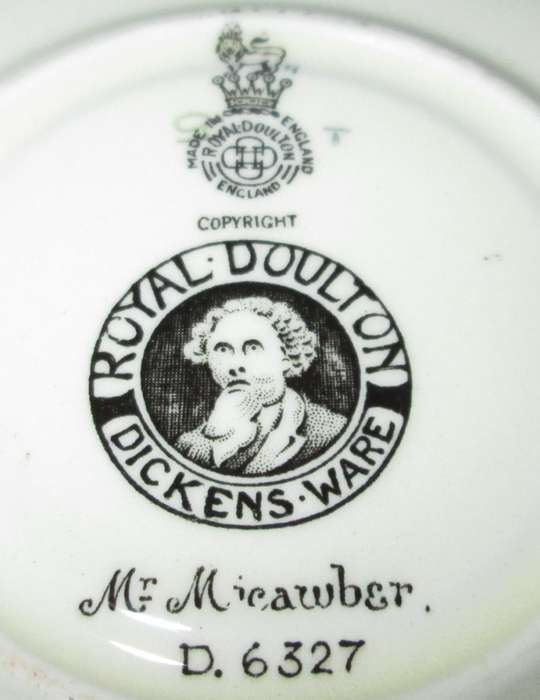 MADE IN ENGLAND
ROYAL·DOULTON
ENGLAND
COPYRIGHT
ROYAL·DOULTON
DICKENS·WARE
Mr Micawber.
D. 6327